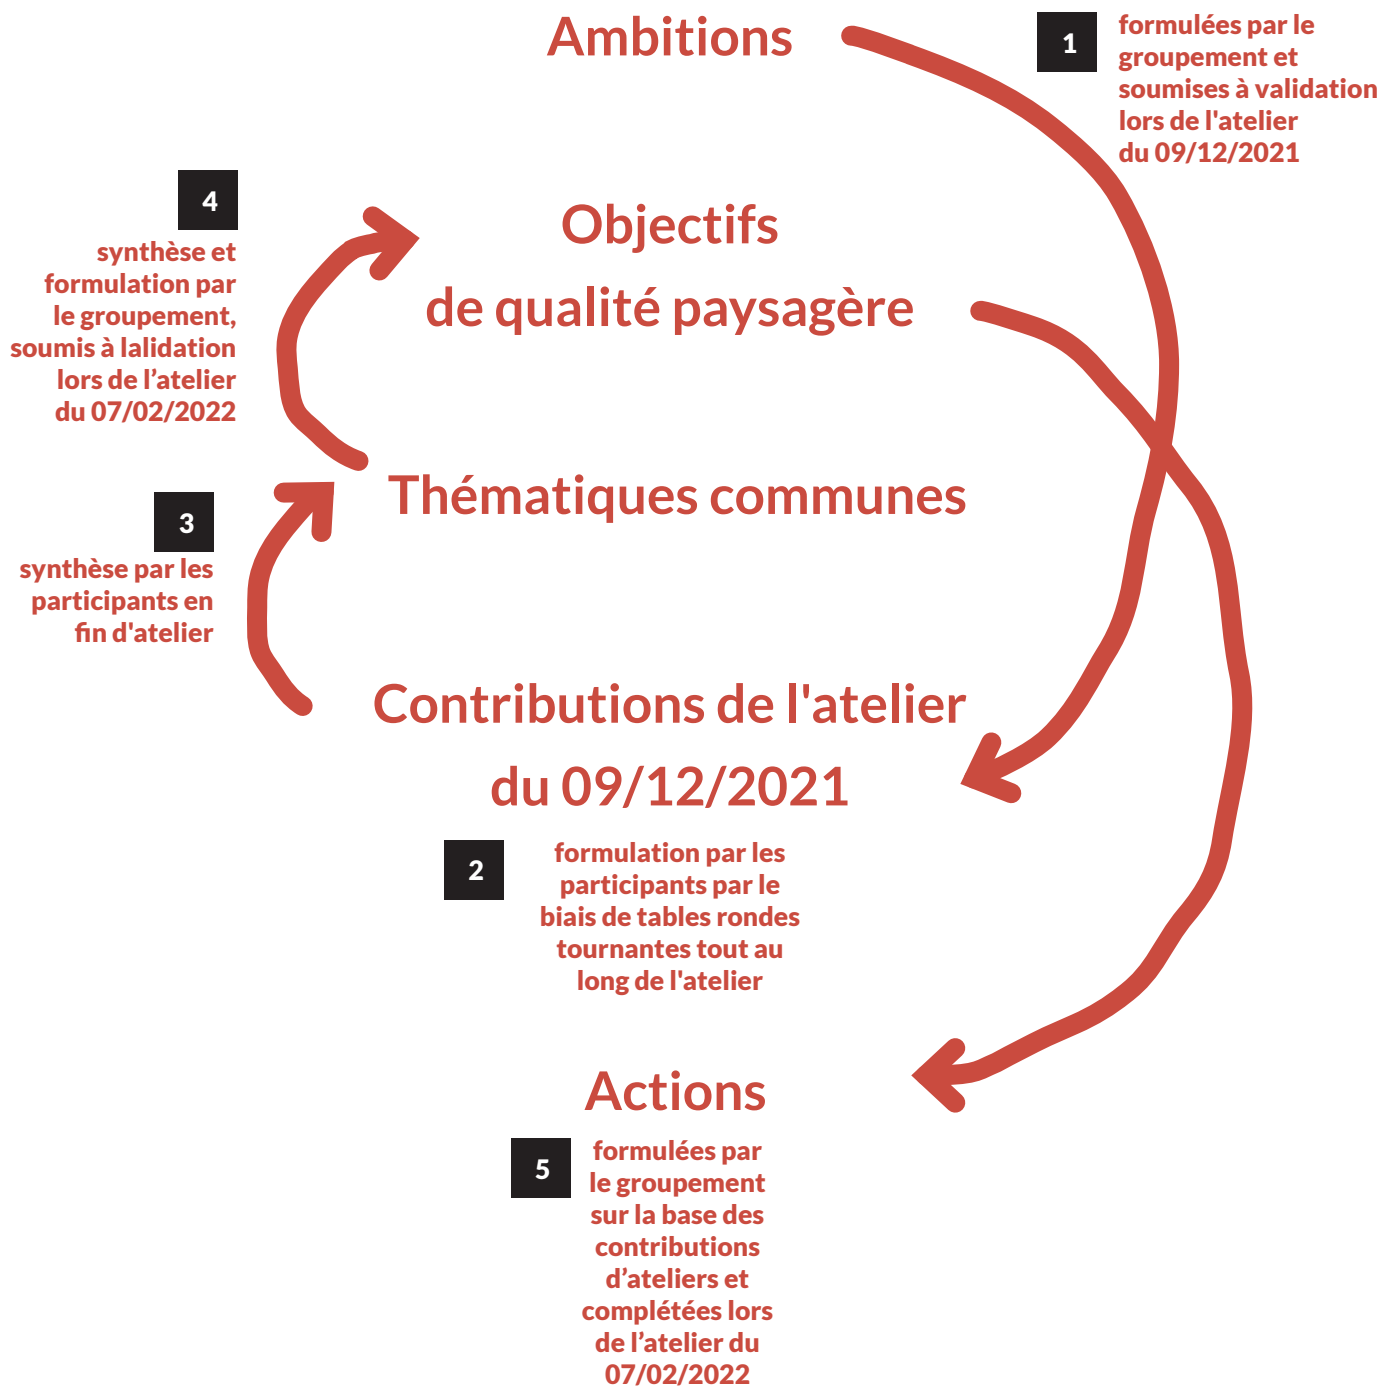 Ambitions
1
formulées par le
groupement et
soumises à validation
lors de l'atelier
du 09/12/2021
4
synthèse et
formulation par
le groupement,
soumis à lalidation
lors de l’atelier
du 07/02/2022
Objectifs
de qualité paysagère
Thématiques communes
3
synthèse par les
participants en
fin d'atelier
Contributions de l'atelier
du 09/12/2021
2
formulation par les
participants par le
biais de tables rondes
tournantes tout au
long de l'atelier
Actions
5
formulées par
le groupement
sur la base des
contributions
d’ateliers et
complétées lors
de l’atelier du
07/02/2022